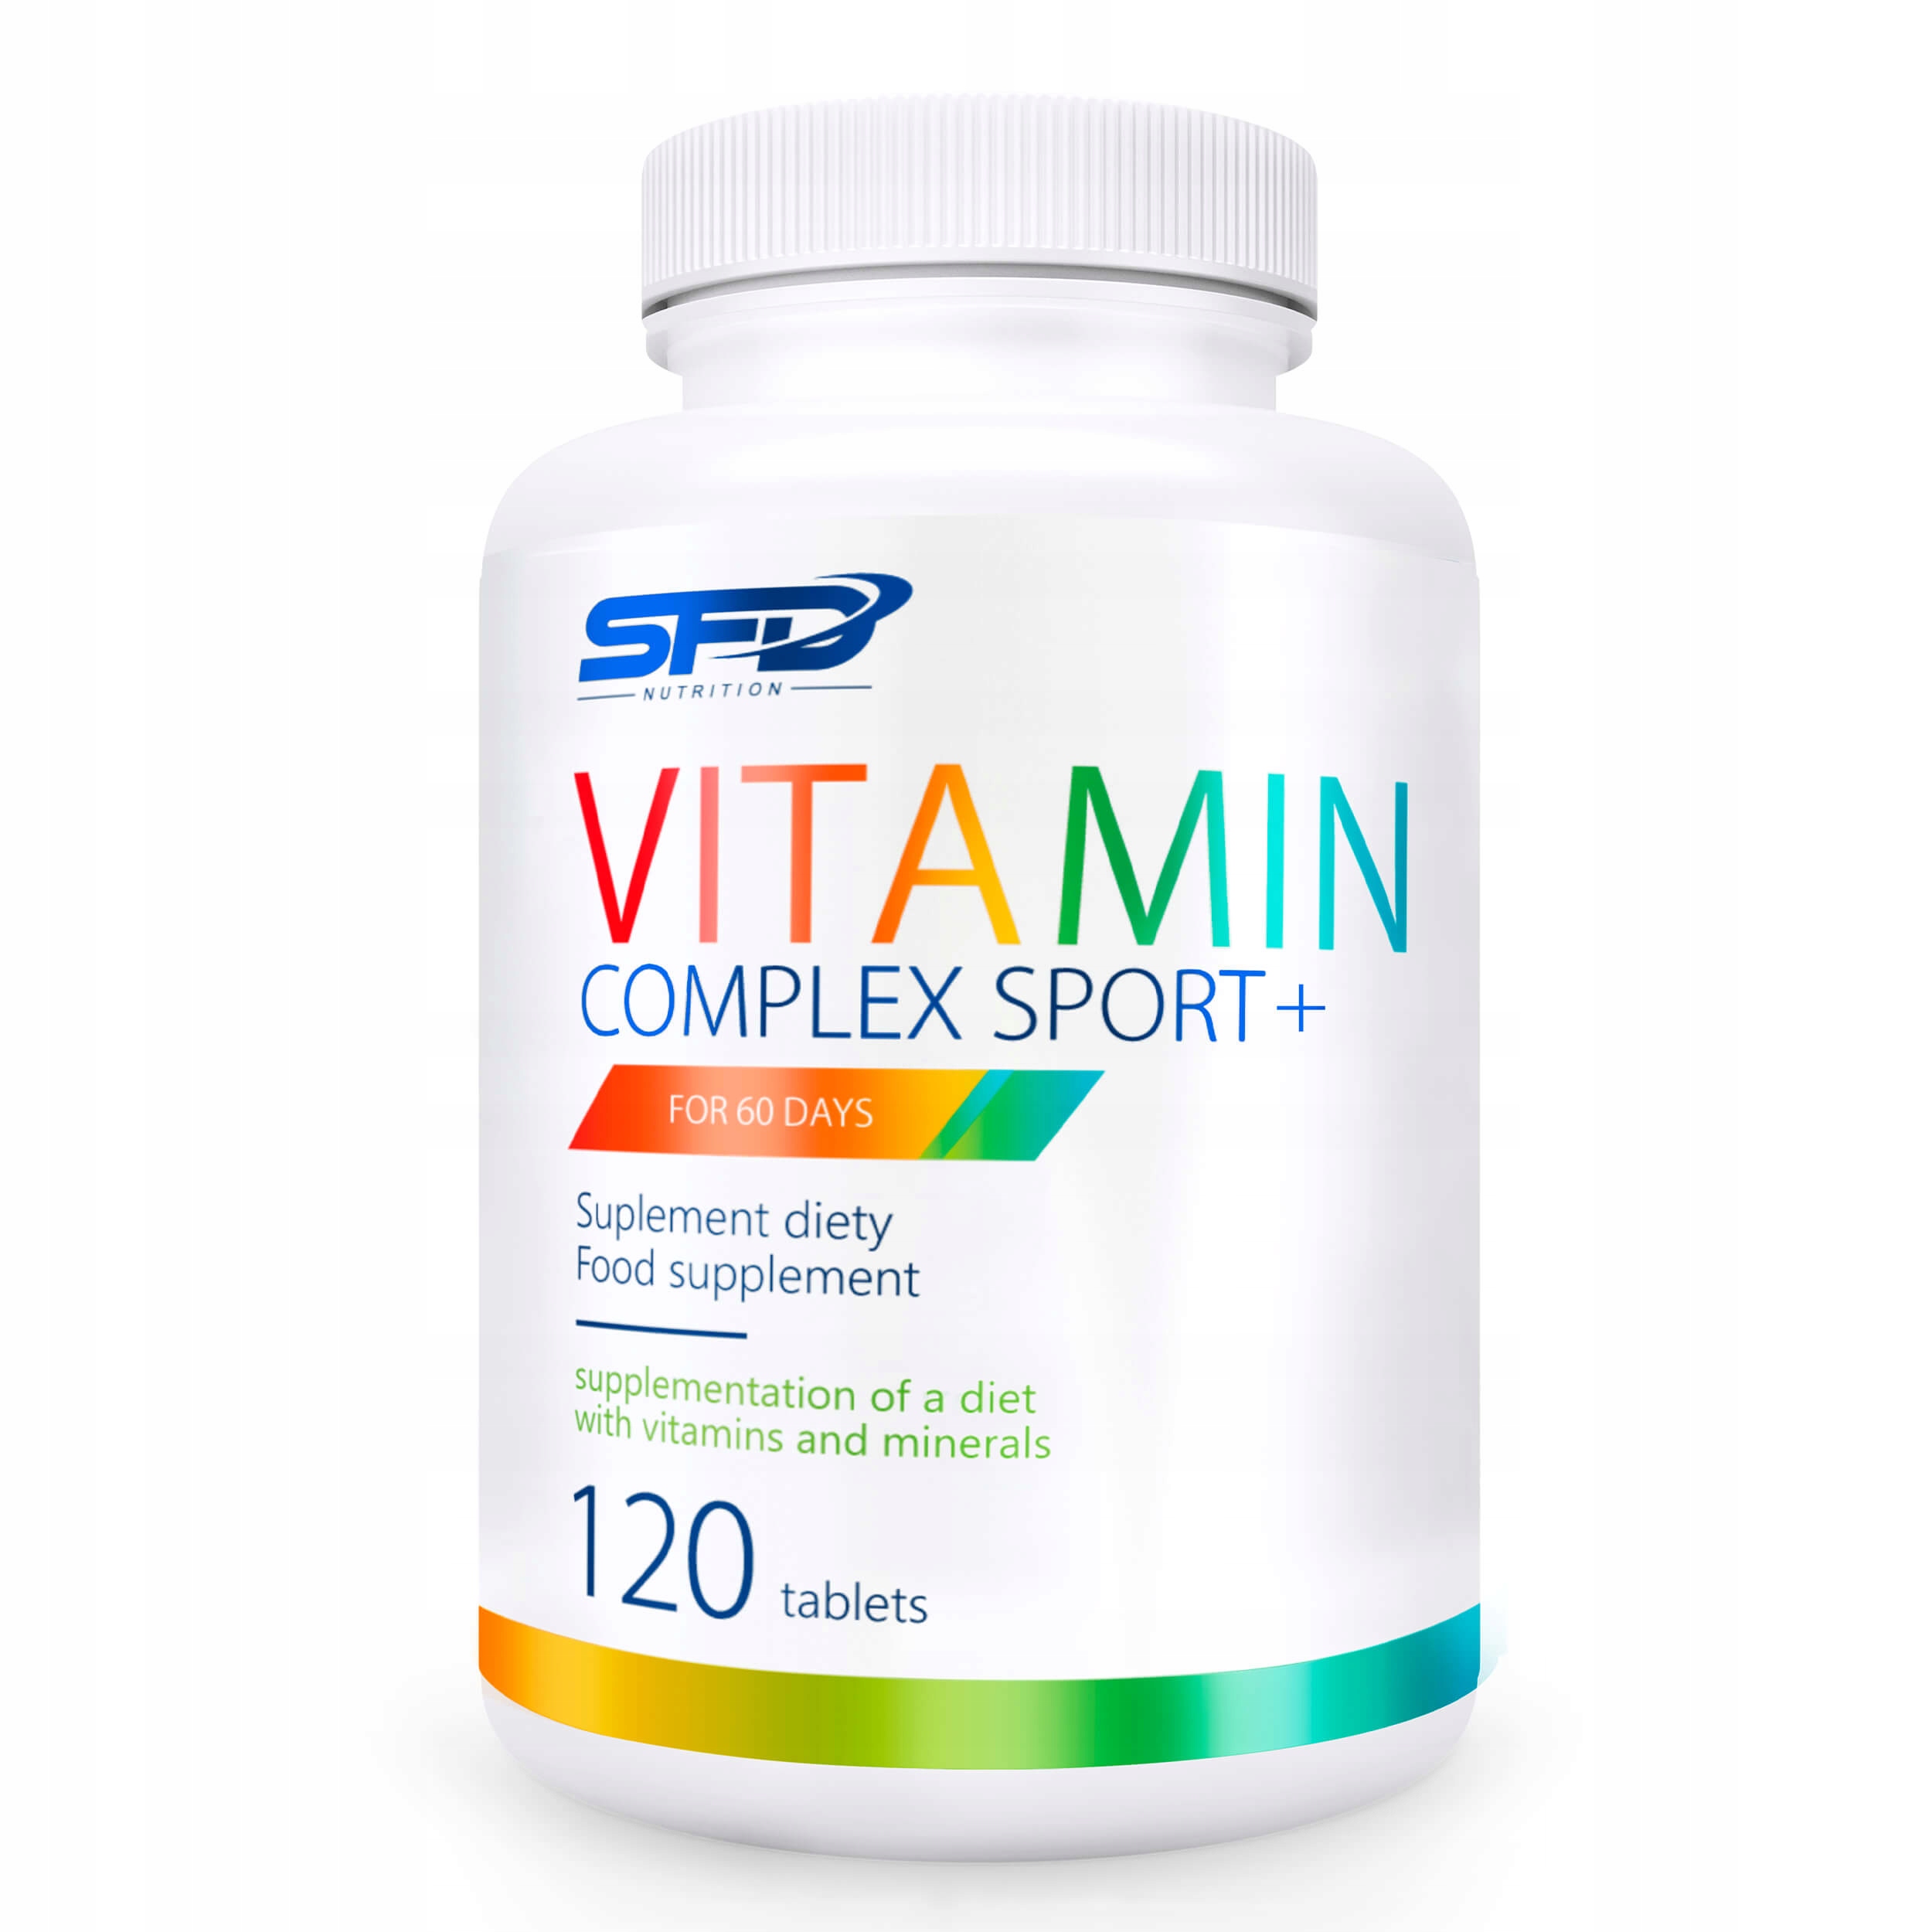 SFD
NUTRITION
VITAMIN
COMPLEX SPORT+
FOR 60 DAYS
Suplement diety
Food supplement
supplementation of a diet
with vitamins and minerals
120 tablets